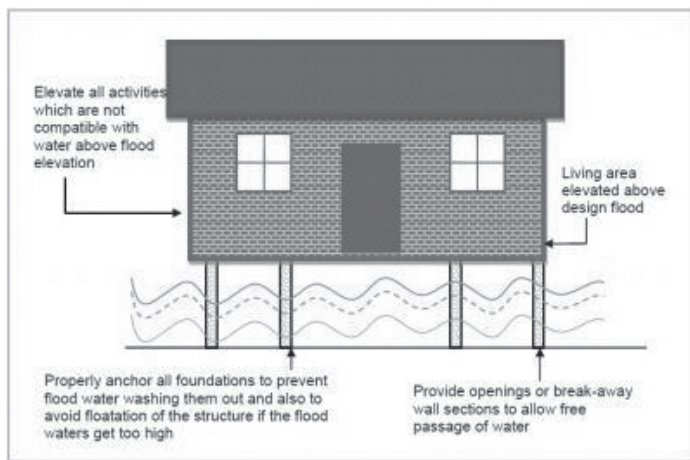 Elevate all activities
which are not
compatible with
water above flood
elevation
Living area
elevated above
design flood
Properly anchor all foundations to prevent
flood water washing them out and also to
avoid floatation of the structure if the flood
waters get too high
Provide openings or break-away
wall sections to allow free
passage of water